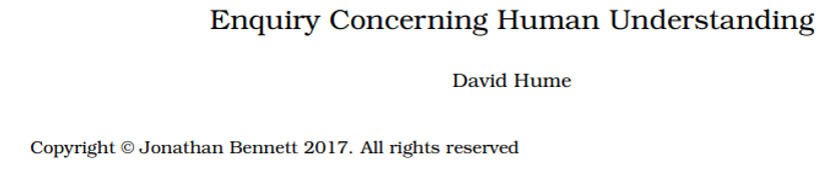 Enquiry Concerning Human Understanding
David Hume
Copyright © Jonathan Bennett 2017. All rights reserved